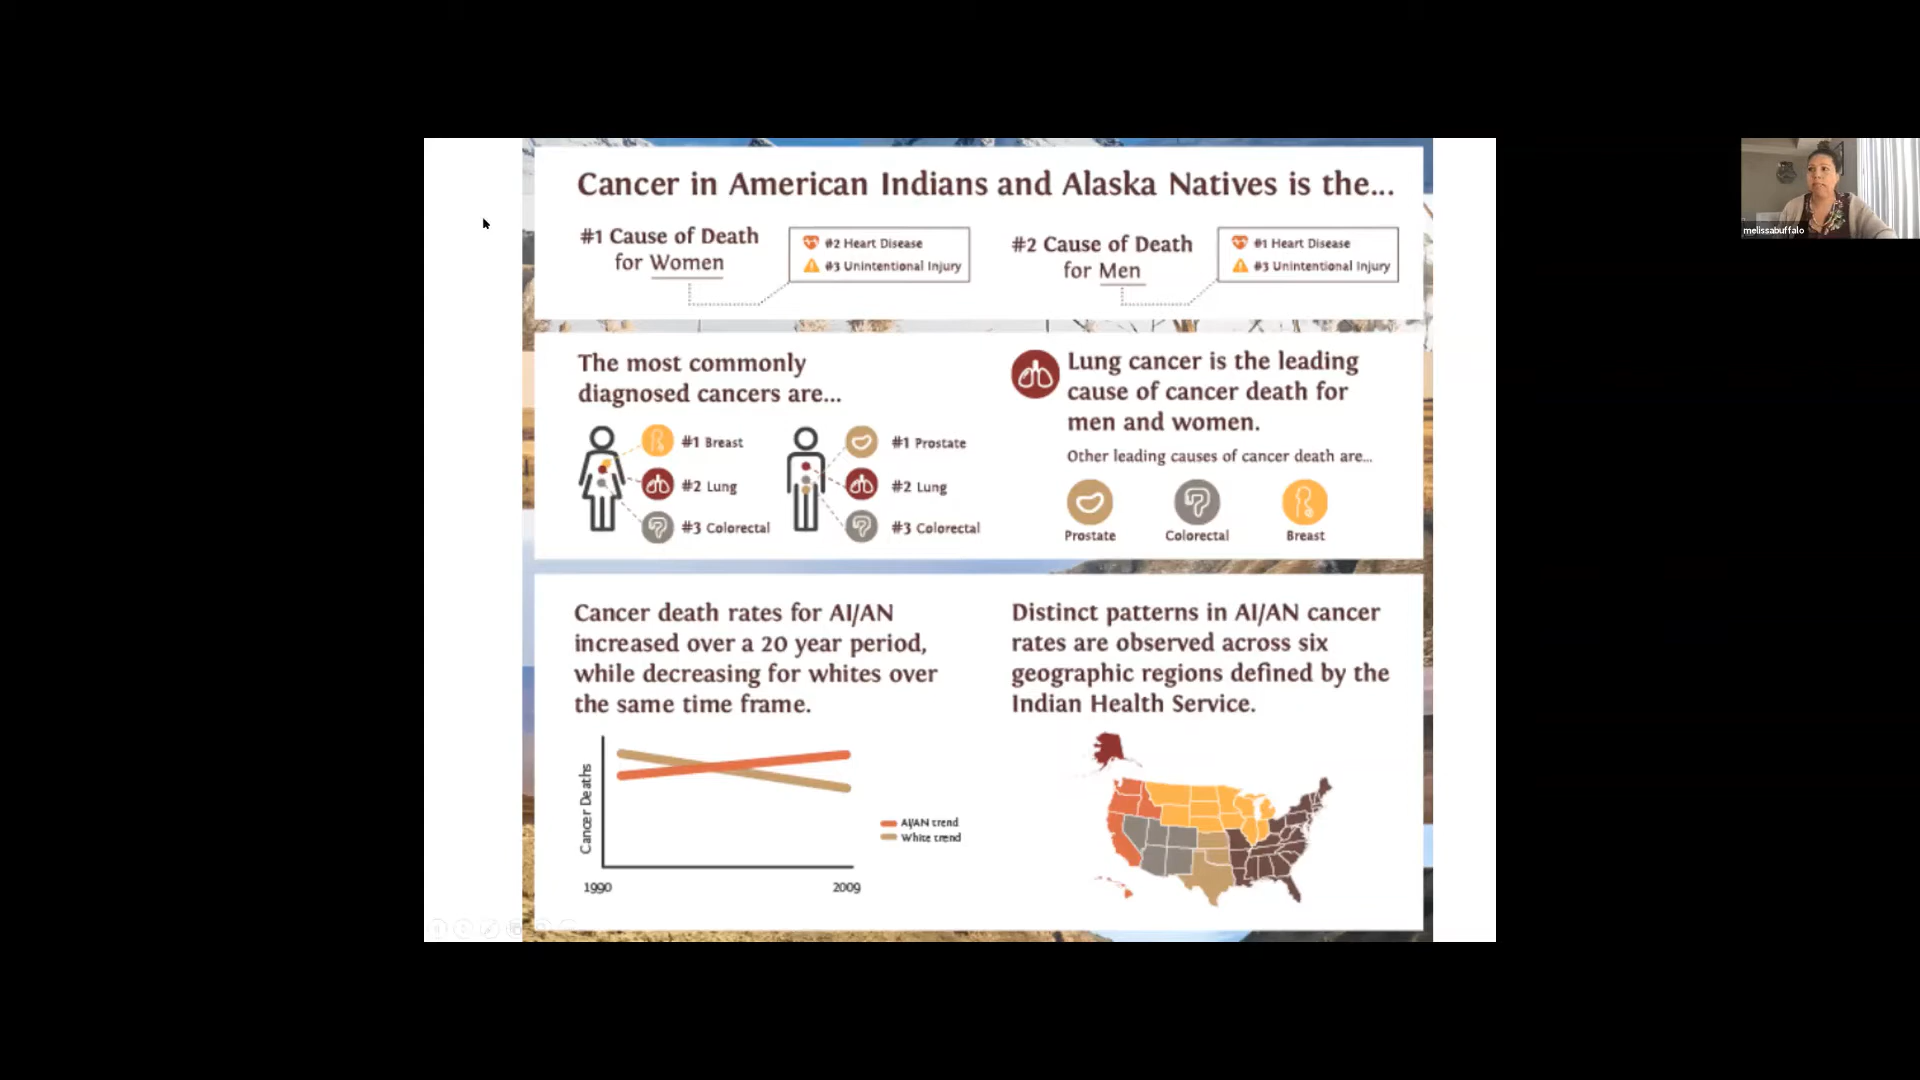 Cancer in American Indians and Alaska Natives is the...
#1 Cause of Death
for Women
#2 Heart Disease
#3 Unintentional Injury
#2 Cause of Death
for Men
#1 Heart Disease
#3 Unintentional Injury
The most commonly
diagnosed cancers are...
#1 Breast
#2 Lung
#3 Colorectal
#1 Prostate
#2 Lung
#3 Colorectal
Lung cancer is the leading
cause of cancer death for
men and women.
Other leading causes of cancer death are...
Prostate
Colorectal
Breast
Cancer death rates for AI/AN
increased over a 20 year period,
while decreasing for whites over
the same time frame.
Cancer Deaths
AI/AN trend
White trend
1990
2009
Distinct patterns in AI/AN cancer
rates are observed across six
geographic regions defined by the
Indian Health Service.
melissabuffalo